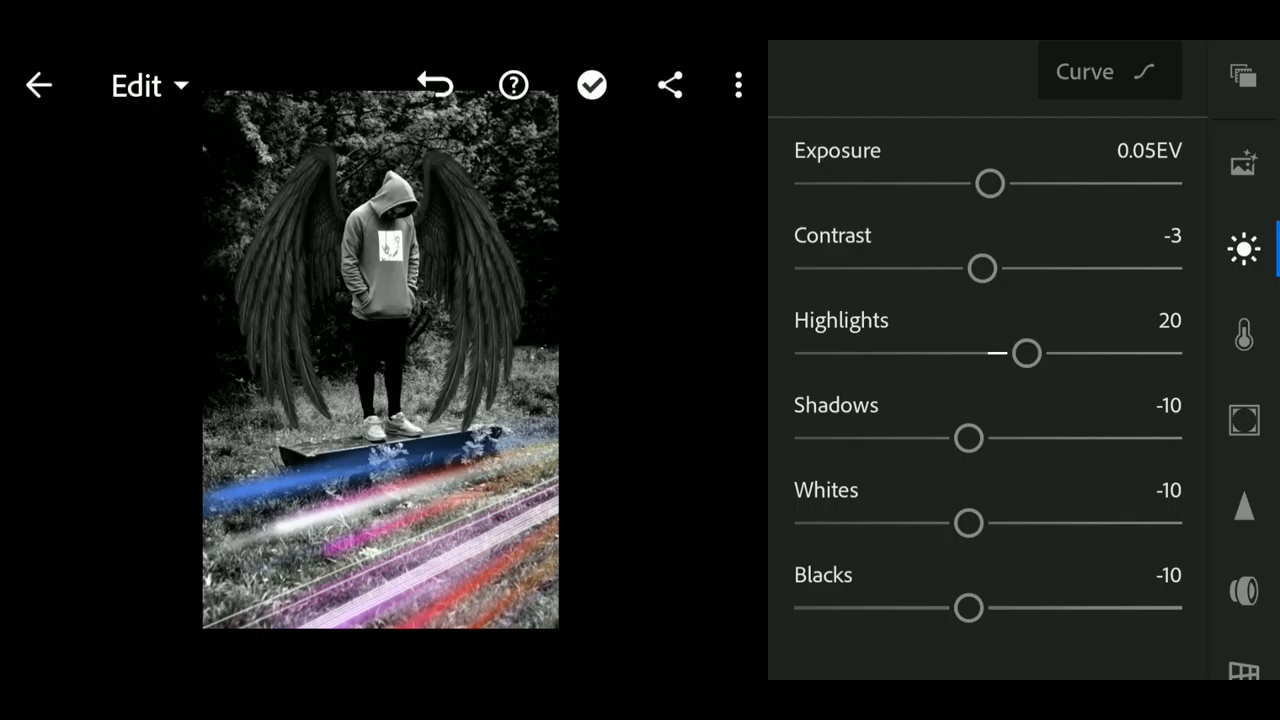 Edit
Curve
Exposure 0.05EV
Contrast -3
Highlights 20
Shadows -10
Whites -10
Blacks -10